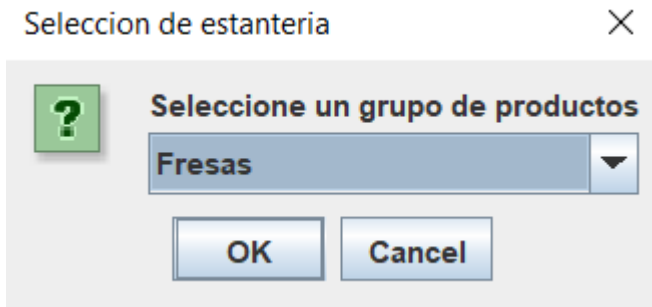 Seleccion de estanteria
Seleccione un grupo de productos
Fresas
OK Cancel